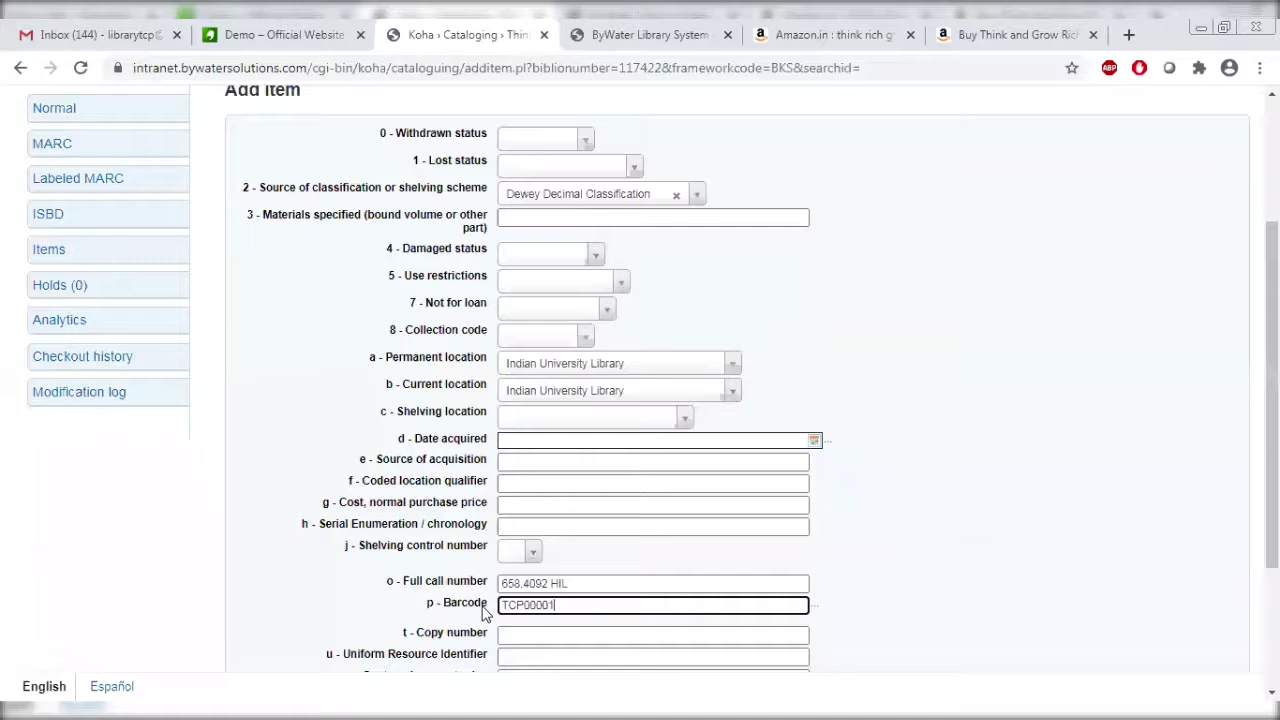 Inbox (144) - librarytcp@
Demo – Official Website
Koha › Cataloging › Thin
ByWater Library System
Amazon.in : think rich g
Buy Think and Grow Ric
intranet.bywatersolutions.com/cgi-bin/koha/cataloguing/additem.pl?biblionumber=117422&frameworkcode=BKS&searchid=
ABP
Add item
Normal
MARC
Labeled MARC
ISBD
Items
Holds (0)
Analytics
Checkout history
Modification log
0 - Withdrawn status
1 - Lost status
2 - Source of classification or shelving scheme Dewey Decimal Classification
3 - Materials specified (bound volume or other
part)
4 - Damaged status
5 - Use restrictions
7 - Not for loan
8 - Collection code
a - Permanent location Indian University Library
b - Current location Indian University Library
c - Shelving location
d - Date acquired
e - Source of acquisition
f - Coded location qualifier
g - Cost, normal purchase price
h - Serial Enumeration / chronology
j - Shelving control number
o - Full call number 658.4092 HIL
p - Barcode TCP00001
t - Copy number
u - Uniform Resource Identifier
English Español